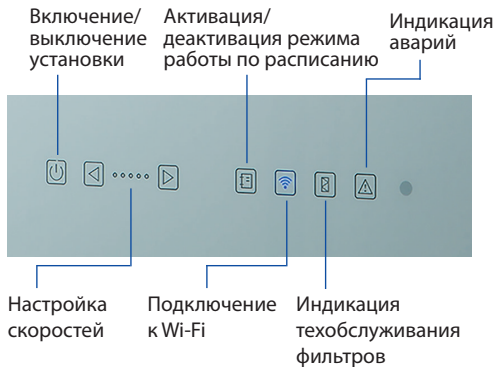 Включение/
выключение
установки
Активация/
деактивация режима
работы по расписанию
Индикация
аварий
Настройка
скоростей
Подключение
к Wi-Fi
Индикация
техобслуживания
фильтров